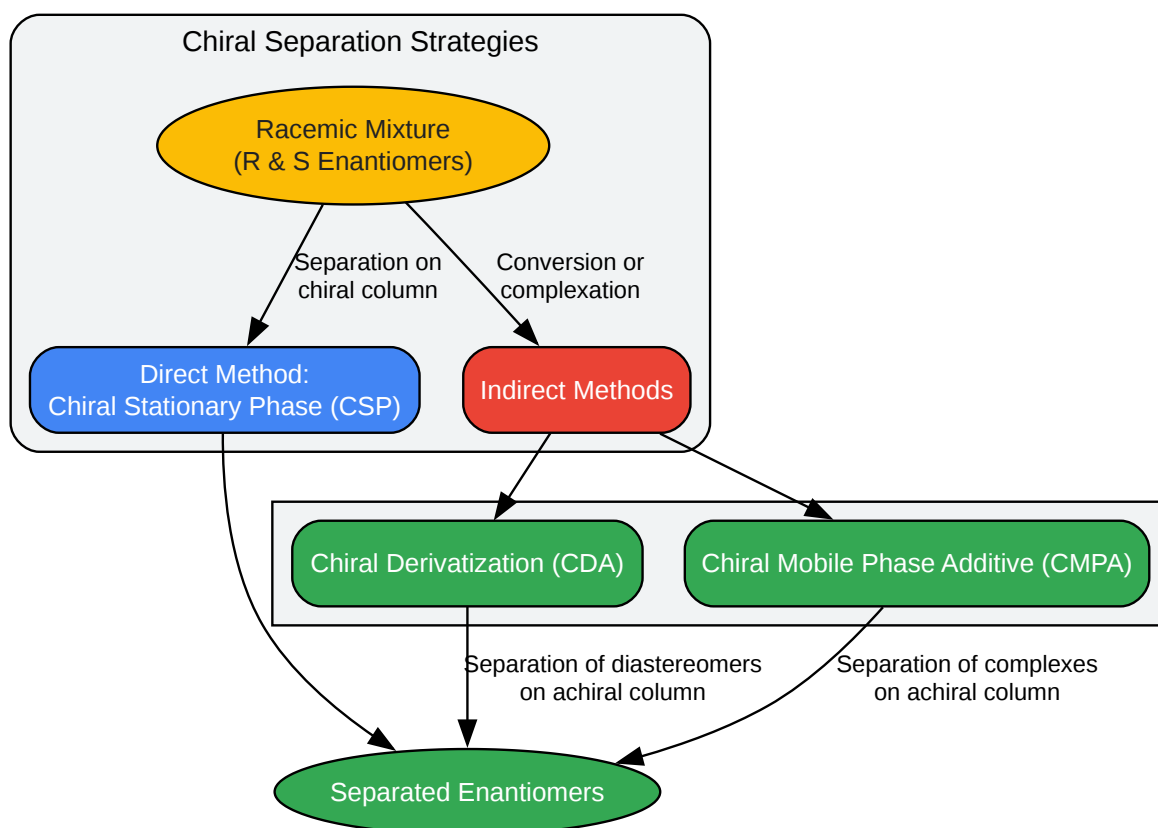 Chiral Separation Strategies
Racemic Mixture
(R & S Enantiomers)
Separation on
chiral column
Conversion or
complexation
Direct Method:
Chiral Stationary Phase (CSP)
Indirect Methods
Chiral Derivatization (CDA)
Chiral Mobile Phase Additive (CMPA)
Separation of diastereomers
on achiral column
Separation of complexes
on achiral column
Separated Enantiomers